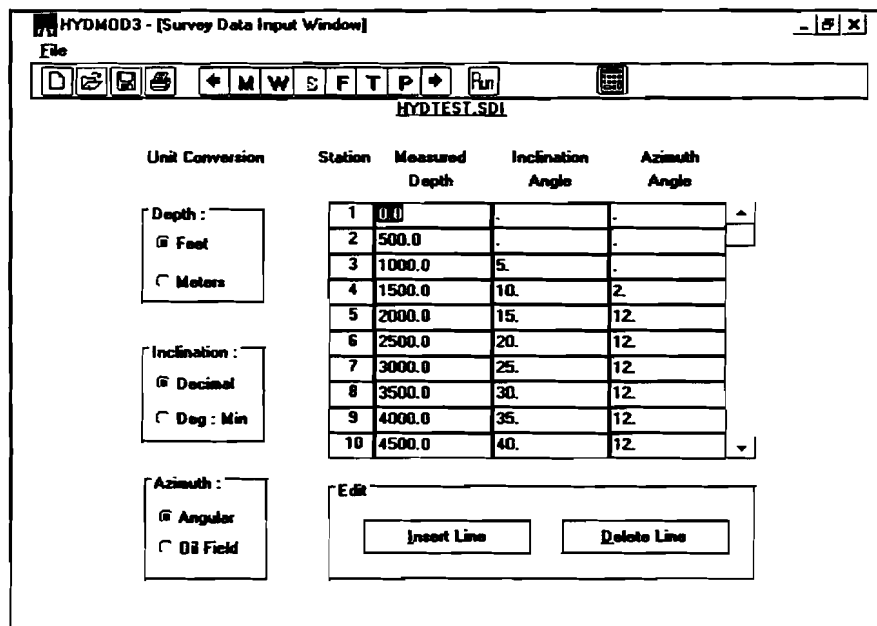 HYDMOD3 - [Survey Data Input Window]
File
M W S F T P Run
HYDTEST.SDI
Unit Conversion
Station Measured Depth Inclination Angle Azimuth Angle
Depth :
Feet
Meters
Inclination :
Decimal
Deg : Min
Azimuth :
Angular
Oil Field
1 0.0 . .
2 500.0 . .
3 1000.0 5. .
4 1500.0 10. 2.
5 2000.0 15. 12.
6 2500.0 20. 12.
7 3000.0 25. 12.
8 3500.0 30. 12.
9 4000.0 35. 12.
10 4500.0 40. 12.
Edit
Insert Line Delete Line